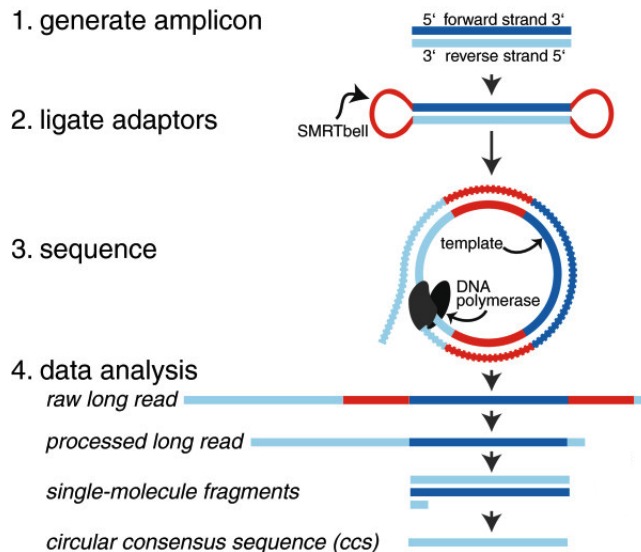 1. generate amplicon
5' forward strand 3'
3' reverse strand 5'
SMRTbell
2. ligate adaptors
3. sequence
template
DNA
polymerase
4. data analysis
raw long read
processed long read
single-molecule fragments
circular consensus sequence (ccs)